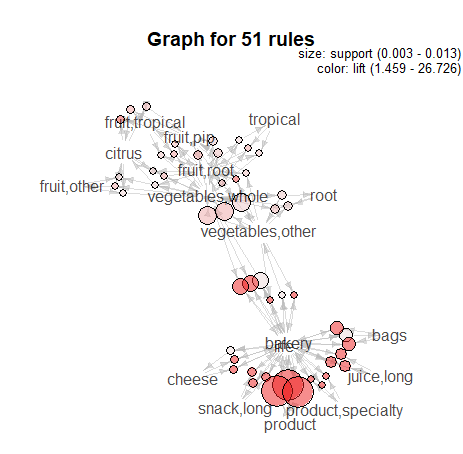 Graph for 51 rules
size: support (0.003 - 0.013)
color: lift (1.459 - 26.726)
fruit,tropical
tropical
fruit,pip
citrus
fruit,root
fruit,other
vegetables,whole
root
vegetables,other
bakery
life
bags
cheese
juice,long
snack,long
product,specialty
product